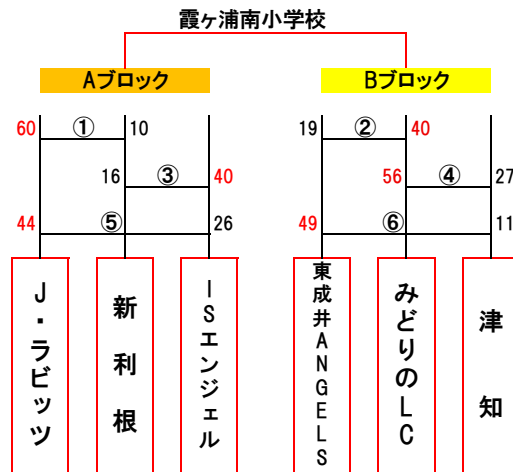 霞ヶ浦南小学校
Aブロック
Bブロック
60 ① 10
19 ② 40
16 ③ 40
56 ④ 27
44 ⑤ 26
49 ⑥ 11
J・ラビッツ
新利根
ISエンジェル
東成井ANGELS
みどりのLC
津知